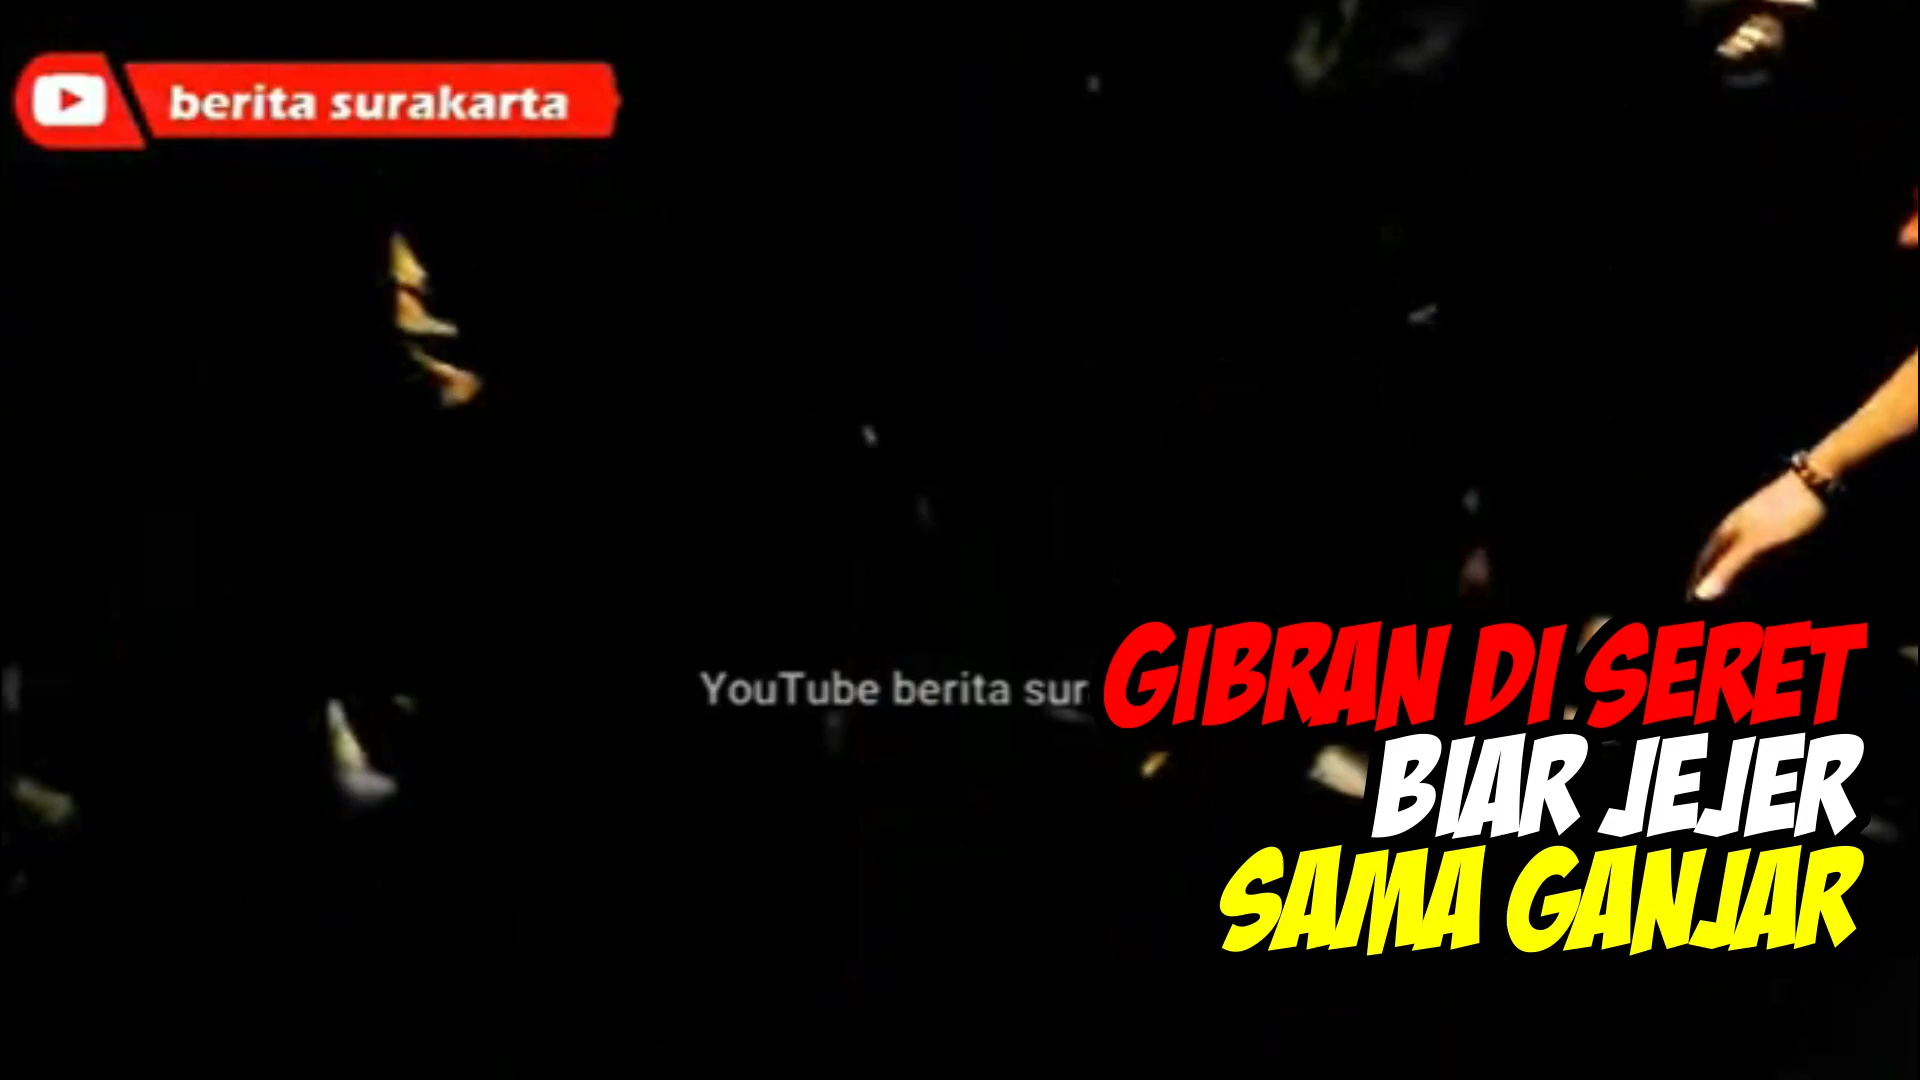 berita surakarta
YouTube berita sur
GIBRAN DI SERET
BIAR JEJER
SAMA GANJAR